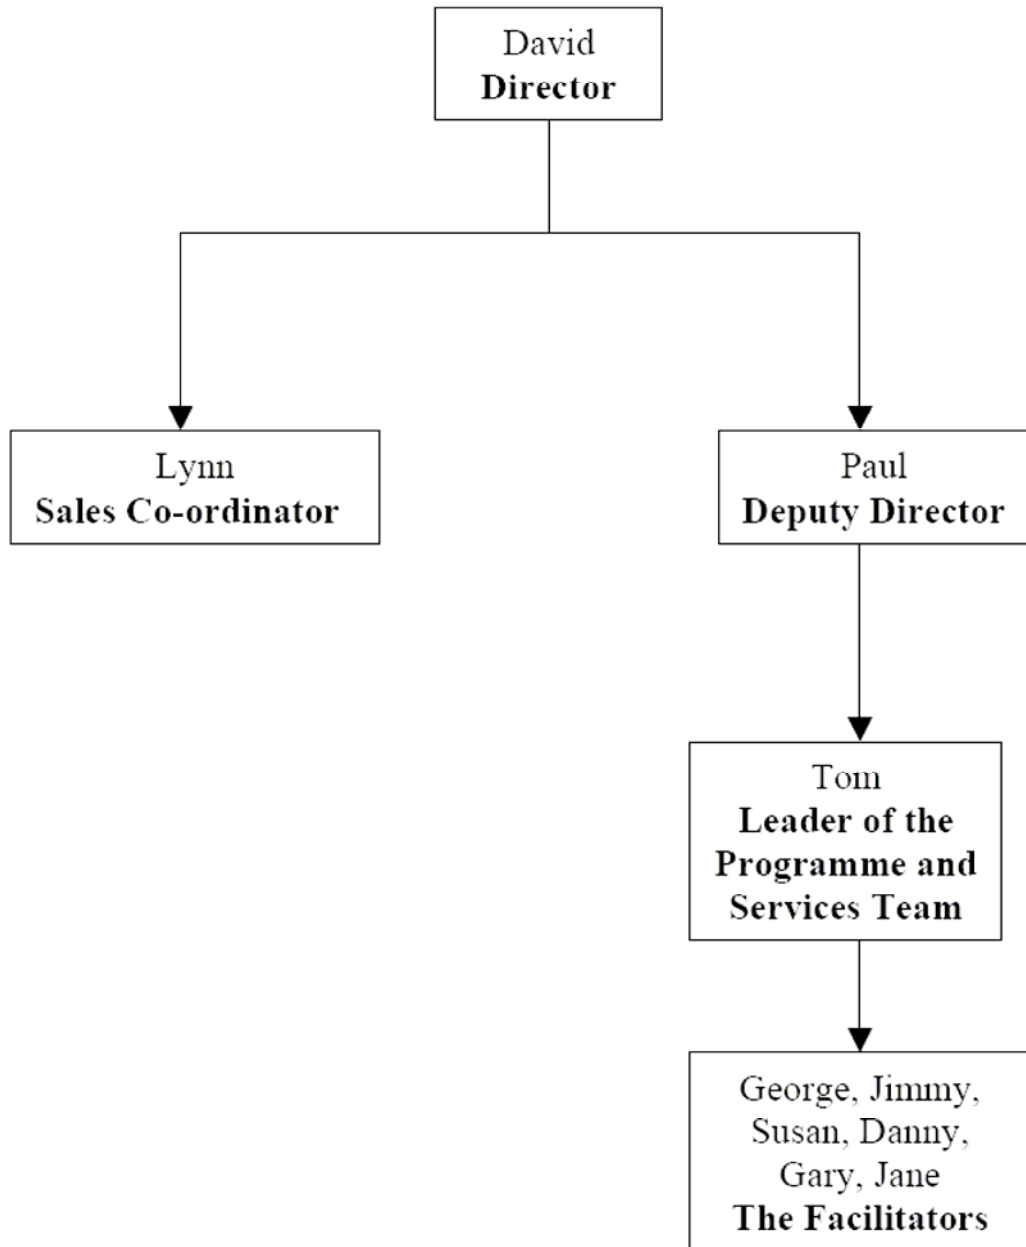 David
Director
Lynn
Sales Co-ordinator
Paul
Deputy Director
Tom
Leader of the
Programme and
Services Team
George, Jimmy,
Susan, Danny,
Gary, Jane
The Facilitators